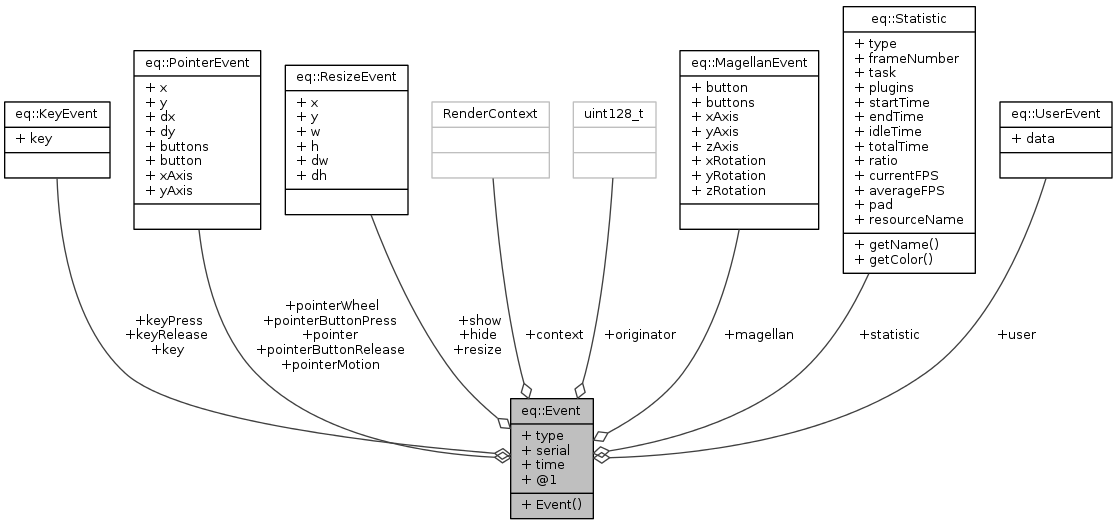 eq::KeyEvent
+ key
eq::PointerEvent
+ x
+ y
+ dx
+ dy
+ buttons
+ button
+ xAxis
+ yAxis
eq::ResizeEvent
+ x
+ y
+ w
+ h
+ dw
+ dh
RenderContext
uint128_t
eq::MagellanEvent
+ button
+ buttons
+ xAxis
+ yAxis
+ zAxis
+ xRotation
+ yRotation
+ zRotation
eq::Statistic
+ type
+ frameNumber
+ task
+ plugins
+ startTime
+ endTime
+ idleTime
+ totalTime
+ ratio
+ currentFPS
+ averageFPS
+ pad
+ resourceName
+ getName()
+ getColor()
eq::UserEvent
+ data
+keyPress
+keyRelease
+key
+pointerWheel
+pointerButtonPress
+pointer
+pointerButtonRelease
+pointerMotion
+show
+hide
+resize
+context
+originator
+magellan
+statistic
+user
eq::Event
+ type
+ serial
+ time
+ @1
+ Event()